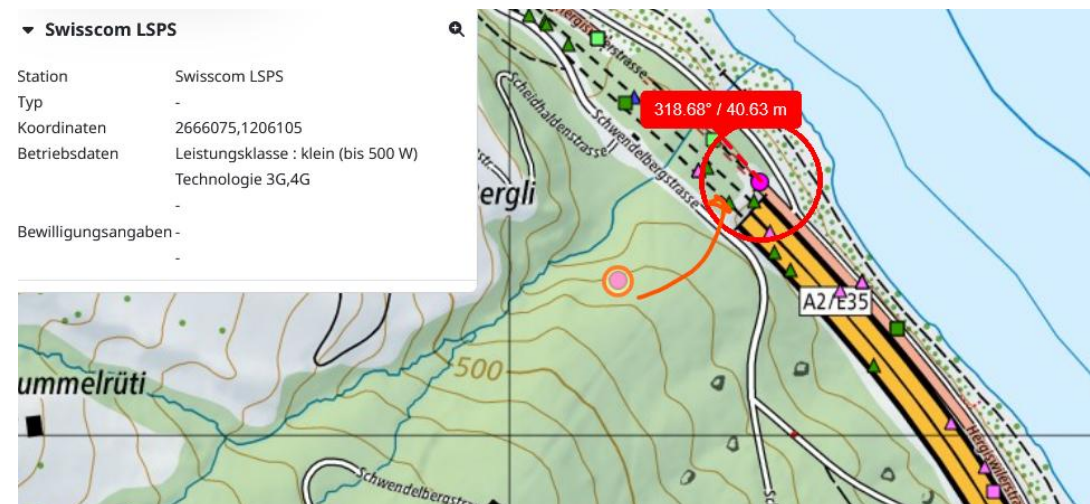 Swisscom LSPS
Station Swisscom LSPS
Typ -
Koordinaten 2666075,1206105
Betriebsdaten Leistungsklasse : klein (bis 500 W)
Technologie 3G,4G
-
Bewilligungsangaben -
-
318.68° / 40.63 m
Scheidhaldenstrasse
Schwendelbergstrasse
ergli
A2/E35
500
ummelrüti
Schwendelbergstr